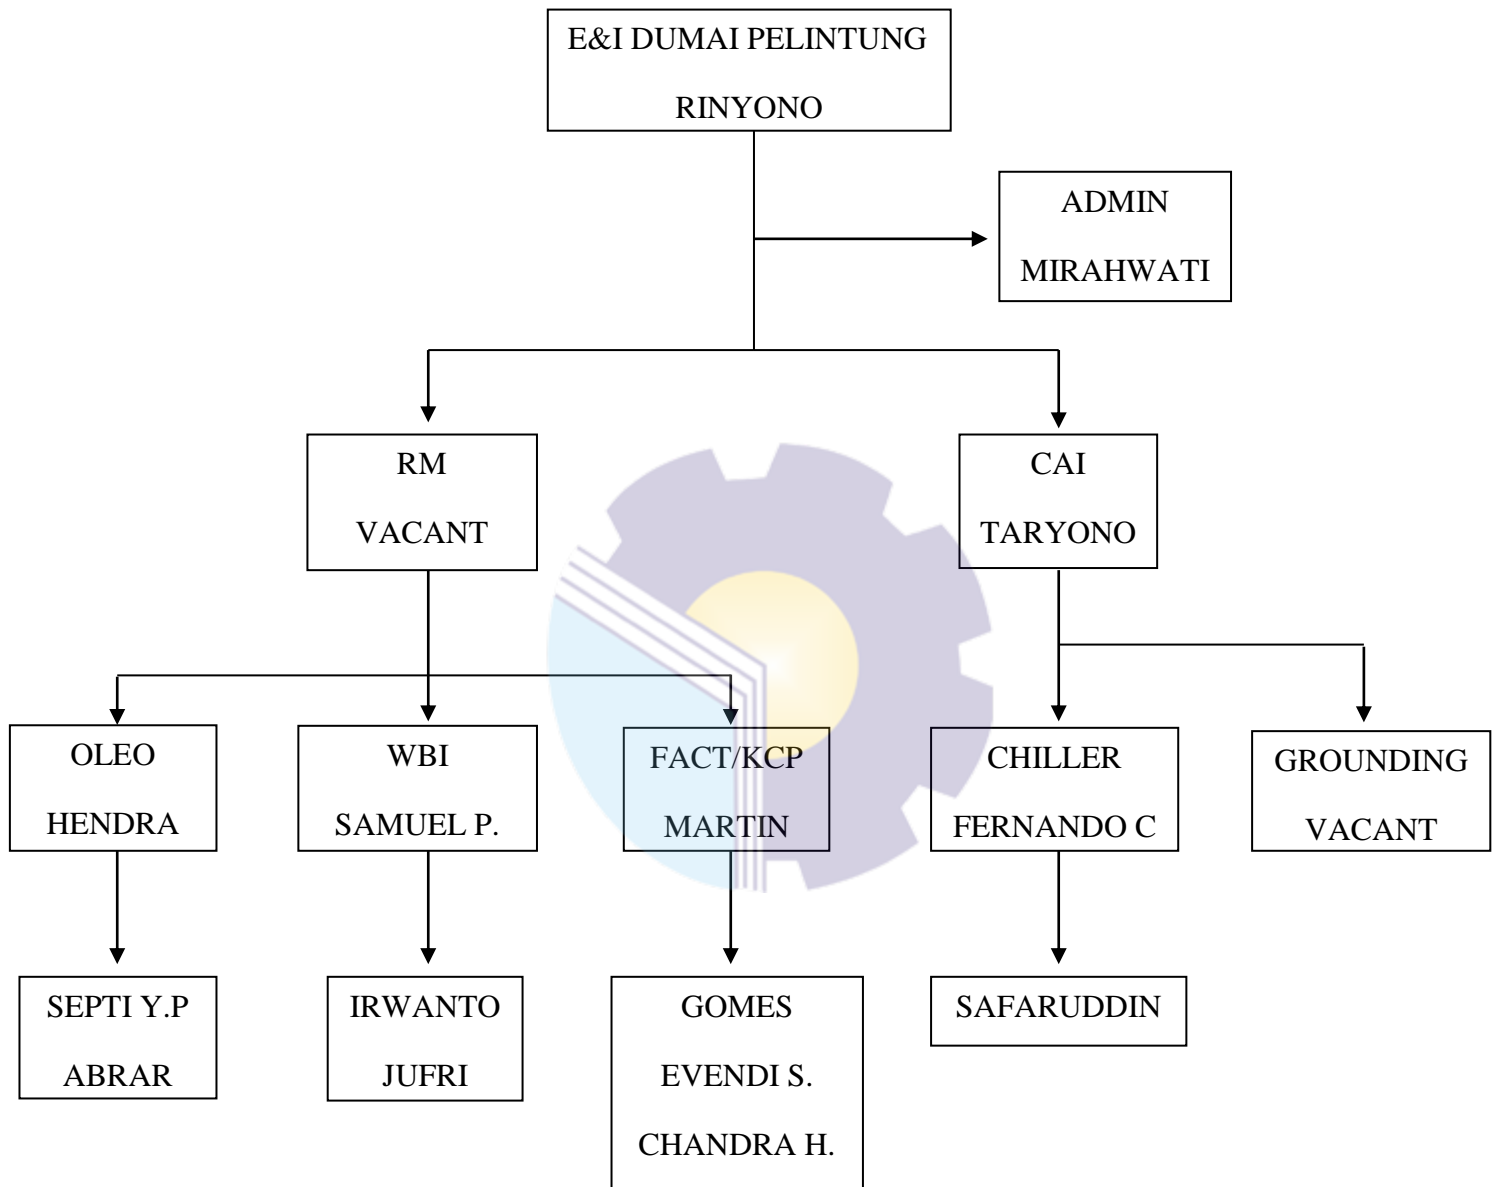 E&I DUMAI PELINTUNG
RINYONO
ADMIN
MIRAHWATI
RM
VACANT
CAI
TARYONO
OLEO
HENDRA
WBI
SAMUEL P.
FACT/KCP
MARTIN
CHILLER
FERNANDO C
GROUNDING
VACANT
SEPTI Y.P
ABRAR
IRWANTO
JUFRI
GOMES
EVENDI S.
CHANDRA H.
SAFARUDDIN